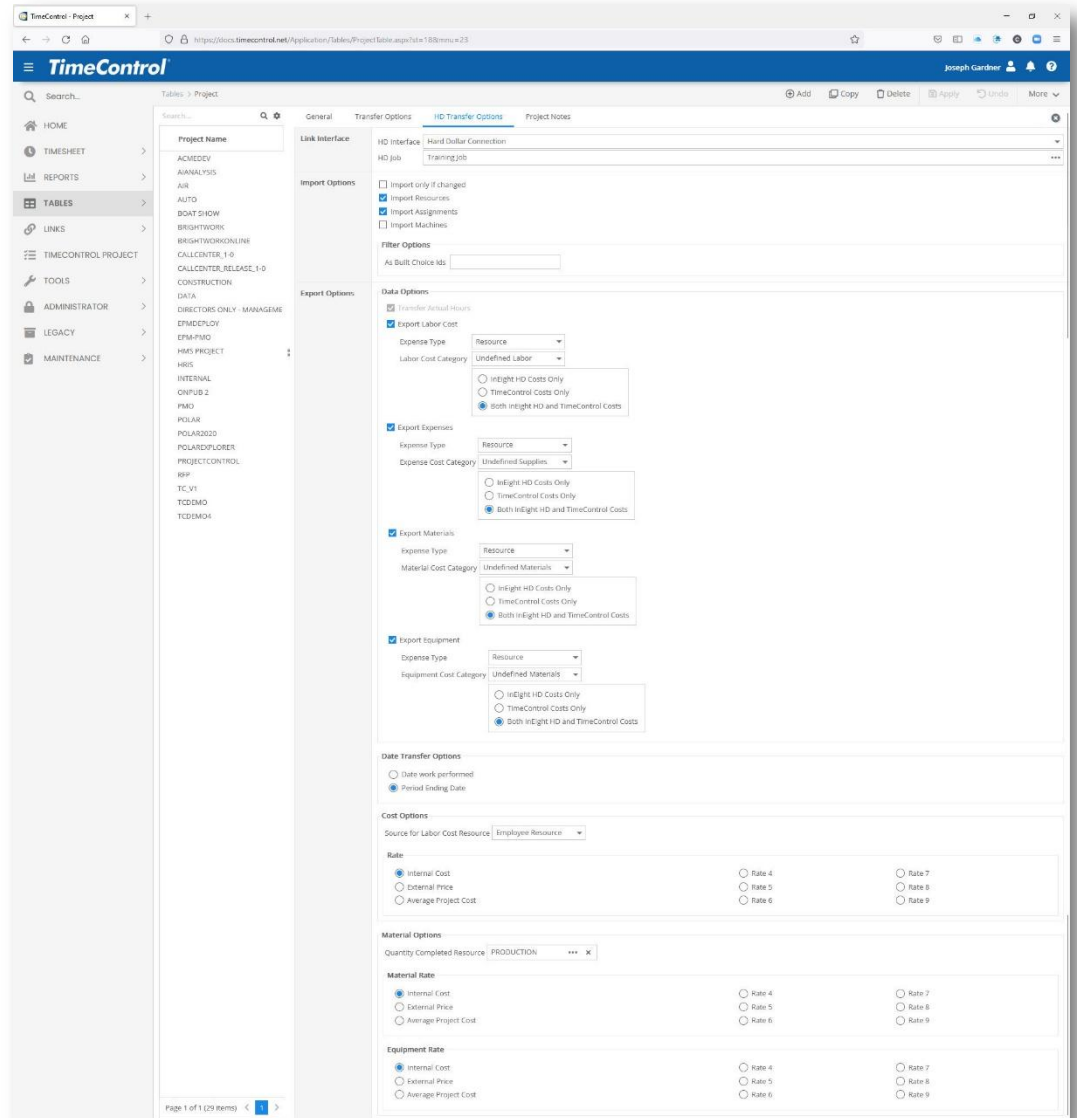 TimeControl - Project
https://docs.timecontrol.net/Application/Tables/ProjectTable.aspx?st=18&mnu=23
TimeControl
Joseph Gardner
Search...
Tables > Project
Add
Copy
Delete
Apply
Undo
More
HOME
TIMESHEET
REPORTS
TABLES
LINKS
TIMECONTROL PROJECT
TOOLS
ADMINISTRATOR
LEGACY
MAINTENANCE
Search...
Project Name
ACMEDEV
AIANALYSIS
AIR
AUTO
BOAT SHOW
BRIGHTWORK
BRIGHTWORKONLINE
CALLCENTER_1-0
CALLCENTER_RELEASE_1-0
CONSTRUCTION
DATA
DIRECTORS ONLY - MANAGEME
EPMDEPLOY
EPM-PMO
HMS PROJECT
HRIS
INTERNAL
ONPUB 2
PMO
POLAR
POLAR2020
POLAREXPLORER
PROJECTCONTROL
RFP
TC_V1
TCDEMO
TCDEMO4
Page 1 of 1 (29 items) < 1 >
General
Transfer Options
HD Transfer Options
Project Notes
Link Interface
HD Interface Hard Dollar Connection
HD Job Training Job
Import Options
Import only if changed
Import Resources
Import Assignments
Import Machines
Filter Options
As Built Choice Ids
Export Options
Data Options
Transfer Actual Hours
Export Labor Cost
Expense Type Resource
Labor Cost Category Undefined Labor
InEight HD Costs Only
TimeControl Costs Only
Both InEight HD and TimeControl Costs
Export Expenses
Expense Type Resource
Expense Cost Category Undefined Supplies
InEight HD Costs Only
TimeControl Costs Only
Both InEight HD and TimeControl Costs
Export Materials
Expense Type Resource
Material Cost Category Undefined Materials
InEight HD Costs Only
TimeControl Costs Only
Both InEight HD and TimeControl Costs
Export Equipment
Expense Type Resource
Equipment Cost Category Undefined Materials
InEight HD Costs Only
TimeControl Costs Only
Both InEight HD and TimeControl Costs
Date Transfer Options
Date work performed
Period Ending Date
Cost Options
Source for Labor Cost Resource Employee Resource
Rate
Internal Cost Rate 4 Rate 7
External Price Rate 5 Rate 8
Average Project Cost Rate 6 Rate 9
Material Options
Quantity Completed Resource PRODUCTION
Material Rate
Internal Cost Rate 4 Rate 7
External Price Rate 5 Rate 8
Average Project Cost Rate 6 Rate 9
Equipment Rate
Internal Cost Rate 4 Rate 7
External Price Rate 5 Rate 8
Average Project Cost Rate 6 Rate 9